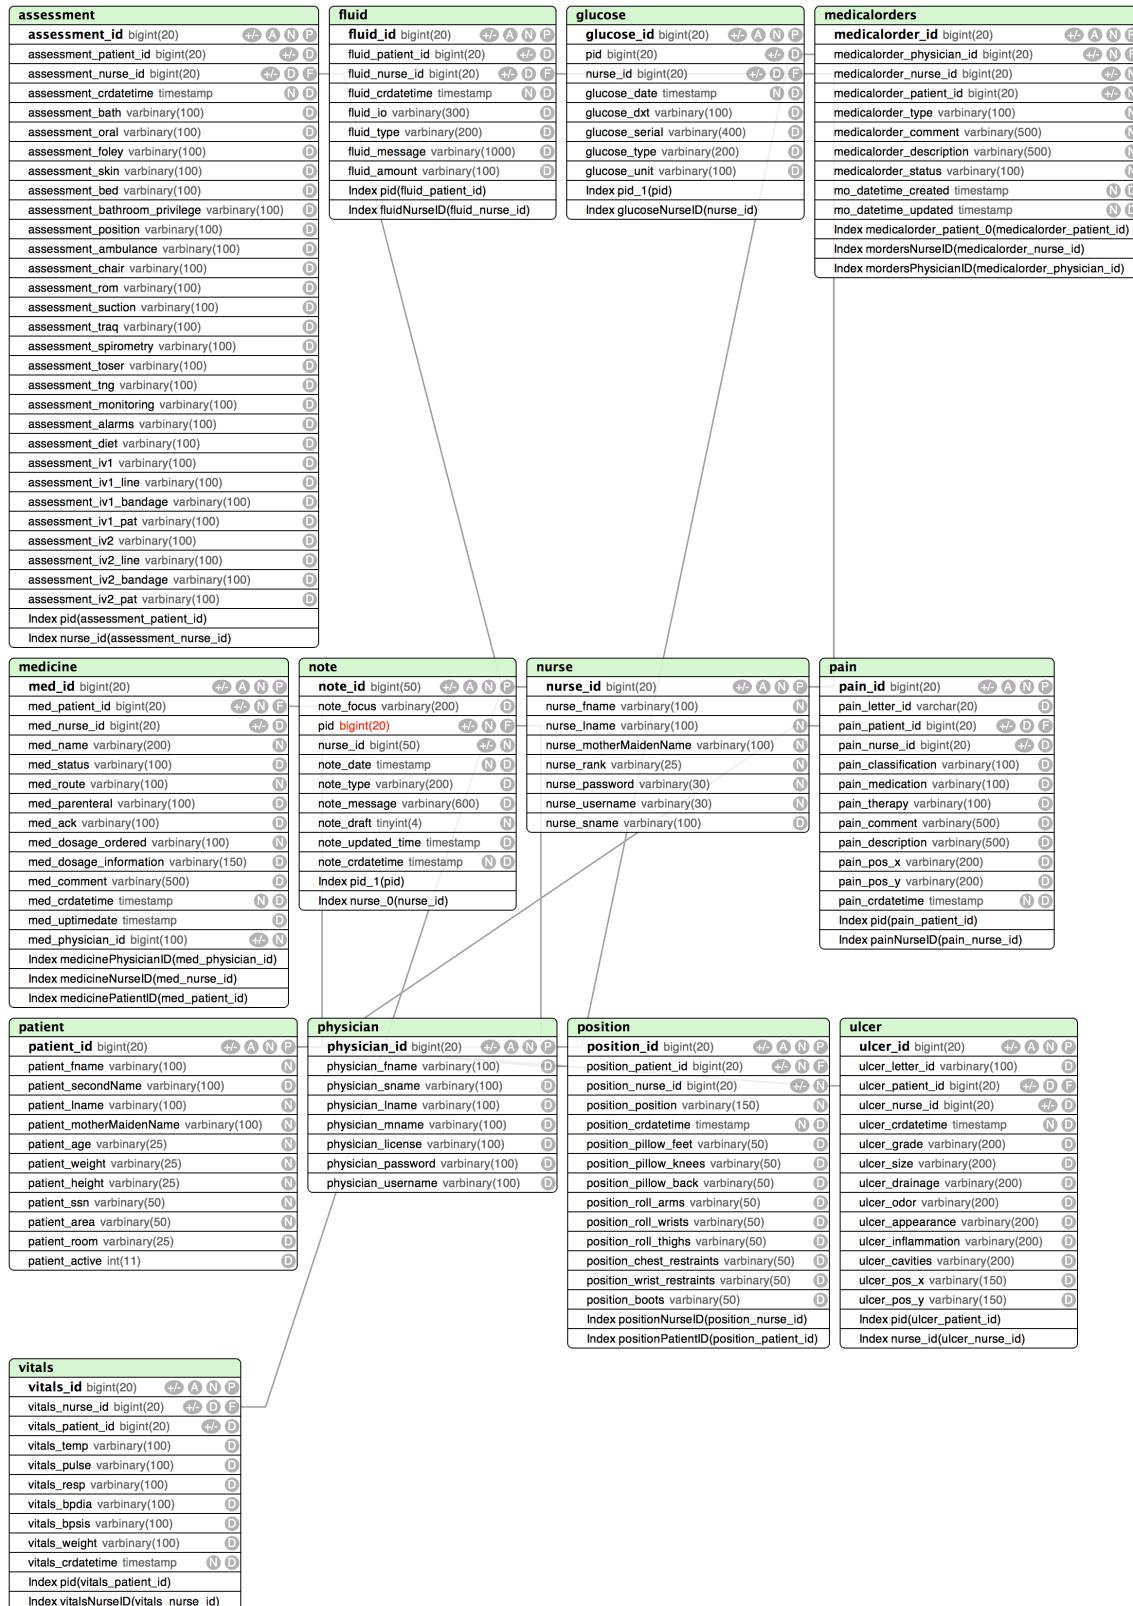 assessment
assessment_id bigint(20) +/- A N P
assessment_patient_id bigint(20) +/- D
assessment_nurse_id bigint(20) +/- D F
assessment_crdatetime timestamp N D
assessment_bath varbinary(100) D
assessment_oral varbinary(100) D
assessment_foley varbinary(100) D
assessment_skin varbinary(100) D
assessment_bed varbinary(100) D
assessment_bathroom_privilege varbinary(100) D
assessment_position varbinary(100) D
assessment_ambulance varbinary(100) D
assessment_chair varbinary(100) D
assessment_rom varbinary(100) D
assessment_suction varbinary(100) D
assessment_traq varbinary(100) D
assessment_spirometry varbinary(100) D
assessment_toser varbinary(100) D
assessment_tng varbinary(100) D
assessment_monitoring varbinary(100) D
assessment_alarms varbinary(100) D
assessment_diet varbinary(100) D
assessment_iv1 varbinary(100) D
assessment_iv1_line varbinary(100) D
assessment_iv1_bandage varbinary(100) D
assessment_iv1_pat varbinary(100) D
assessment_iv2 varbinary(100) D
assessment_iv2_line varbinary(100) D
assessment_iv2_bandage varbinary(100) D
assessment_iv2_pat varbinary(100) D
Index pid(assessment_patient_id)
Index nurse_id(assessment_nurse_id)
fluid
fluid_id bigint(20) +/- A N P
fluid_patient_id bigint(20) +/- D
fluid_nurse_id bigint(20) +/- D F
fluid_crdatetime timestamp N D
fluid_io varbinary(300) D
fluid_type varbinary(200) D
fluid_message varbinary(1000) D
fluid_amount varbinary(100) D
Index pid(fluid_patient_id)
Index fluidNurseID(fluid_nurse_id)
glucose
glucose_id bigint(20) +/- A N P
pid bigint(20) +/- D
nurse_id bigint(20) +/- D F
glucose_date timestamp N D
glucose_dxt varbinary(100) D
glucose_serial varbinary(400) D
glucose_type varbinary(200) D
glucose_unit varbinary(100) D
Index pid_1(pid)
Index glucoseNurseID(nurse_id)
medicalorders
medicalorder_id bigint(20) +/- A N P
medicalorder_physician_id bigint(20) +/- N F
medicalorder_nurse_id bigint(20) +/- N
medicalorder_patient_id bigint(20) +/- N
medicalorder_type varbinary(100) N
medicalorder_comment varbinary(500) N
medicalorder_description varbinary(500) N
medicalorder_status varbinary(100) N
mo_datetime_created timestamp N D
mo_datetime_updated timestamp N D
Index medicalorder_patient_0(medicalorder_patient_id)
Index mordersNurseID(medicalorder_nurse_id)
Index mordersPhysicianID(medicalorder_physician_id)
medicine
med_id bigint(20) +/- A N P
med_patient_id bigint(20) +/- N F
med_nurse_id bigint(20) +/- D
med_name varbinary(200) N
med_status varbinary(100) D
med_route varbinary(100) N
med_parenteral varbinary(100) D
med_ack varbinary(100) D
med_dosage_ordered varbinary(100) N
med_dosage_information varbinary(150) D
med_comment varbinary(500) D
med_crdatetime timestamp N D
med_uptimedate timestamp D
med_physician_id bigint(100) +/- N
Index medicinePhysicianID(med_physician_id)
Index medicineNurseID(med_nurse_id)
Index medicinePatientID(med_patient_id)
note
note_id bigint(50) +/- A N P
note_focus varbinary(200) D
pid bigint(20) +/- N F
nurse_id bigint(50) +/- N
note_date timestamp N D
note_type varbinary(200) D
note_message varbinary(600) D
note_draft tinyint(4) N
note_updated_time timestamp D
note_crdatetime timestamp N D
Index pid_1(pid)
Index nurse_0(nurse_id)
nurse
nurse_id bigint(20) +/- A N P
nurse_fname varbinary(100) N
nurse_lname varbinary(100) N
nurse_motherMaidenName varbinary(100) N
nurse_rank varbinary(25) N
nurse_password varbinary(30) N
nurse_username varbinary(30) N
nurse_sname varbinary(100) D
pain
pain_id bigint(20) +/- A N P
pain_letter_id varchar(20) D
pain_patient_id bigint(20) +/- D F
pain_nurse_id bigint(20) +/- D
pain_classification varbinary(100) D
pain_medication varbinary(100) D
pain_therapy varbinary(100) D
pain_comment varbinary(500) D
pain_description varbinary(500) D
pain_pos_x varbinary(200) D
pain_pos_y varbinary(200) D
pain_crdatetime timestamp N D
Index pid(pain_patient_id)
Index painNurseID(pain_nurse_id)
patient
patient_id bigint(20) +/- A N P
patient_fname varbinary(100) N
patient_secondName varbinary(100) D
patient_lname varbinary(100) N
patient_motherMaidenName varbinary(100) N
patient_age varbinary(25) N
patient_weight varbinary(25) N
patient_height varbinary(25) N
patient_ssn varbinary(50) N
patient_area varbinary(50) N
patient_room varbinary(25) D
patient_active int(11) D
physician
physician_id bigint(20) +/- A N P
physician_fname varbinary(100) D
physician_sname varbinary(100) D
physician_lname varbinary(100) D
physician_mname varbinary(100) D
physician_license varbinary(100) D
physician_password varbinary(100) D
physician_username varbinary(100) D
position
position_id bigint(20) +/- A N P
position_patient_id bigint(20) +/- N F
position_nurse_id bigint(20) +/- N
position_position varbinary(150) N
position_crdatetime timestamp N D
position_pillow_feet varbinary(50) D
position_pillow_knees varbinary(50) D
position_pillow_back varbinary(50) D
position_roll_arms varbinary(50) D
position_roll_wrists varbinary(50) D
position_roll_thighs varbinary(50) D
position_chest_restraints varbinary(50) D
position_wrist_restraints varbinary(50) D
position_boots varbinary(50) D
Index positionNurseID(position_nurse_id)
Index positionPatientID(position_patient_id)
ulcer
ulcer_id bigint(20) +/- A N P
ulcer_letter_id varbinary(100) D
ulcer_patient_id bigint(20) +/- D F
ulcer_nurse_id bigint(20) +/- D
ulcer_crdatetime timestamp N D
ulcer_grade varbinary(200) D
ulcer_size varbinary(200) D
ulcer_drainage varbinary(200) D
ulcer_odor varbinary(200) D
ulcer_appearance varbinary(200) D
ulcer_inflammation varbinary(200) D
ulcer_cavities varbinary(200) D
ulcer_pos_x varbinary(150) D
ulcer_pos_y varbinary(150) D
Index pid(ulcer_patient_id)
Index nurse_id(ulcer_nurse_id)
vitals
vitals_id bigint(20) +/- A N P
vitals_nurse_id bigint(20) +/- D F
vitals_patient_id bigint(20) +/- D
vitals_temp varbinary(100) D
vitals_pulse varbinary(100) D
vitals_resp varbinary(100) D
vitals_bpdia varbinary(100) D
vitals_bpsis varbinary(100) D
vitals_weight varbinary(100) D
vitals_crdatetime timestamp N D
Index pid(vitals_patient_id)
Index vitalsNurseID(vitals_nurse_id)